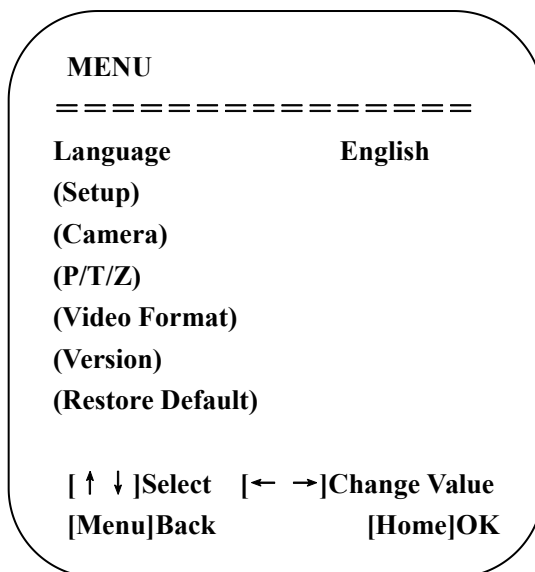 MENU
===============
Language English
(Setup)
(Camera)
(P/T/Z)
(Video Format)
(Version)
(Restore Default)
[ ↑ ↓ ]Select [← →]Change Value
[Menu]Back [Home]OK